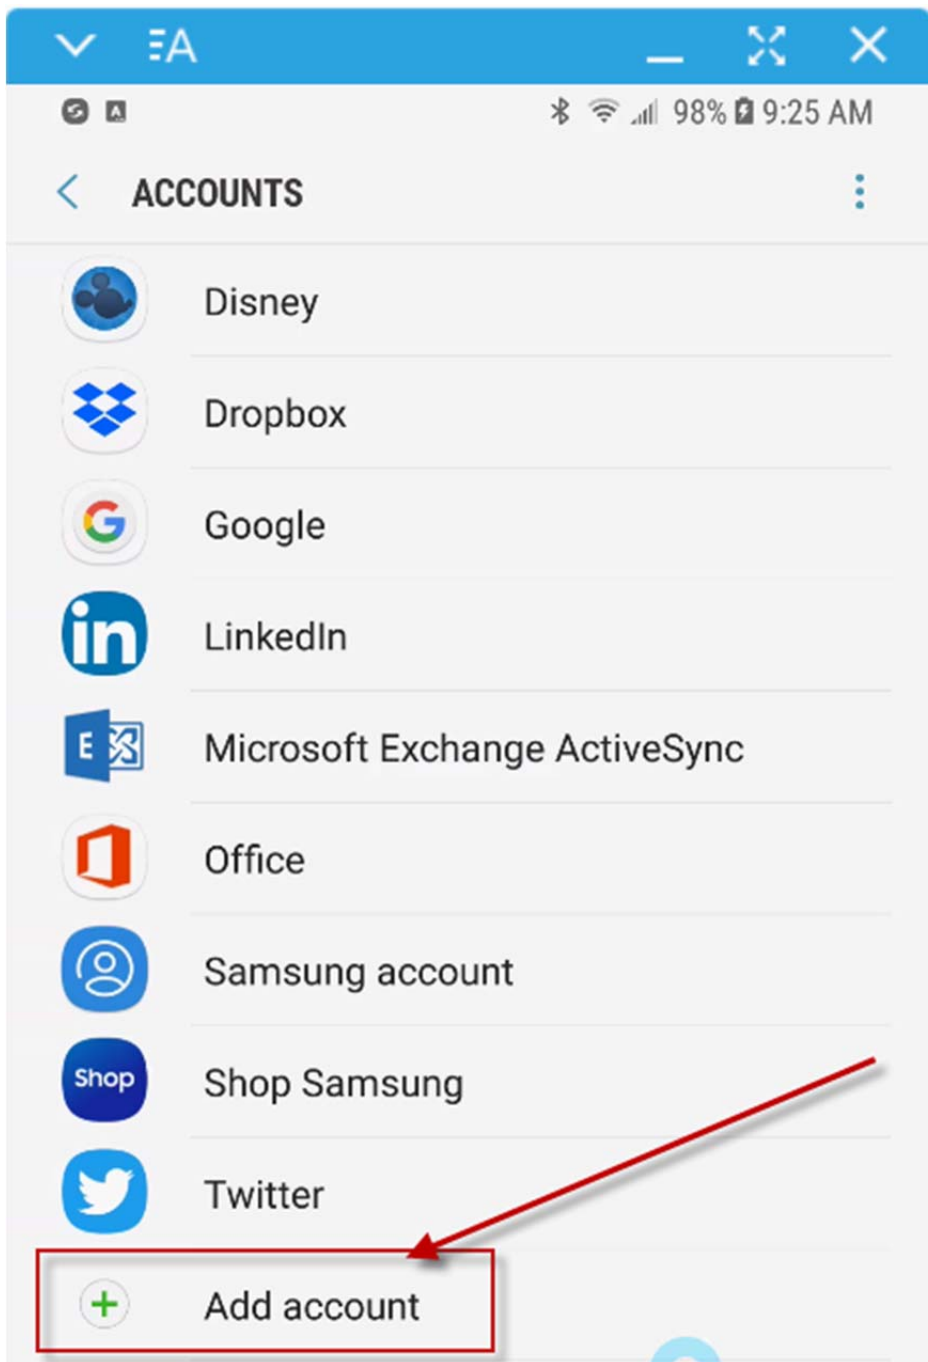 A
98% 9:25 AM
ACCOUNTS
Disney
Dropbox
Google
in
LinkedIn
E
Microsoft Exchange ActiveSync
Office
Samsung account
Shop
Shop Samsung
Twitter
Add account